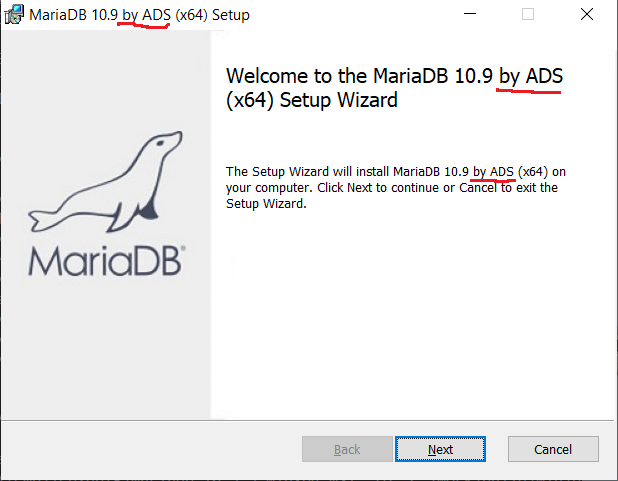 MariaDB 10.9 by ADS (x64) Setup
Welcome to the MariaDB 10.9 by ADS
(x64) Setup Wizard
The Setup Wizard will install MariaDB 10.9 by ADS (x64) on
your computer. Click Next to continue or Cancel to exit the
Setup Wizard.
MariaDB®
Back
Next
Cancel